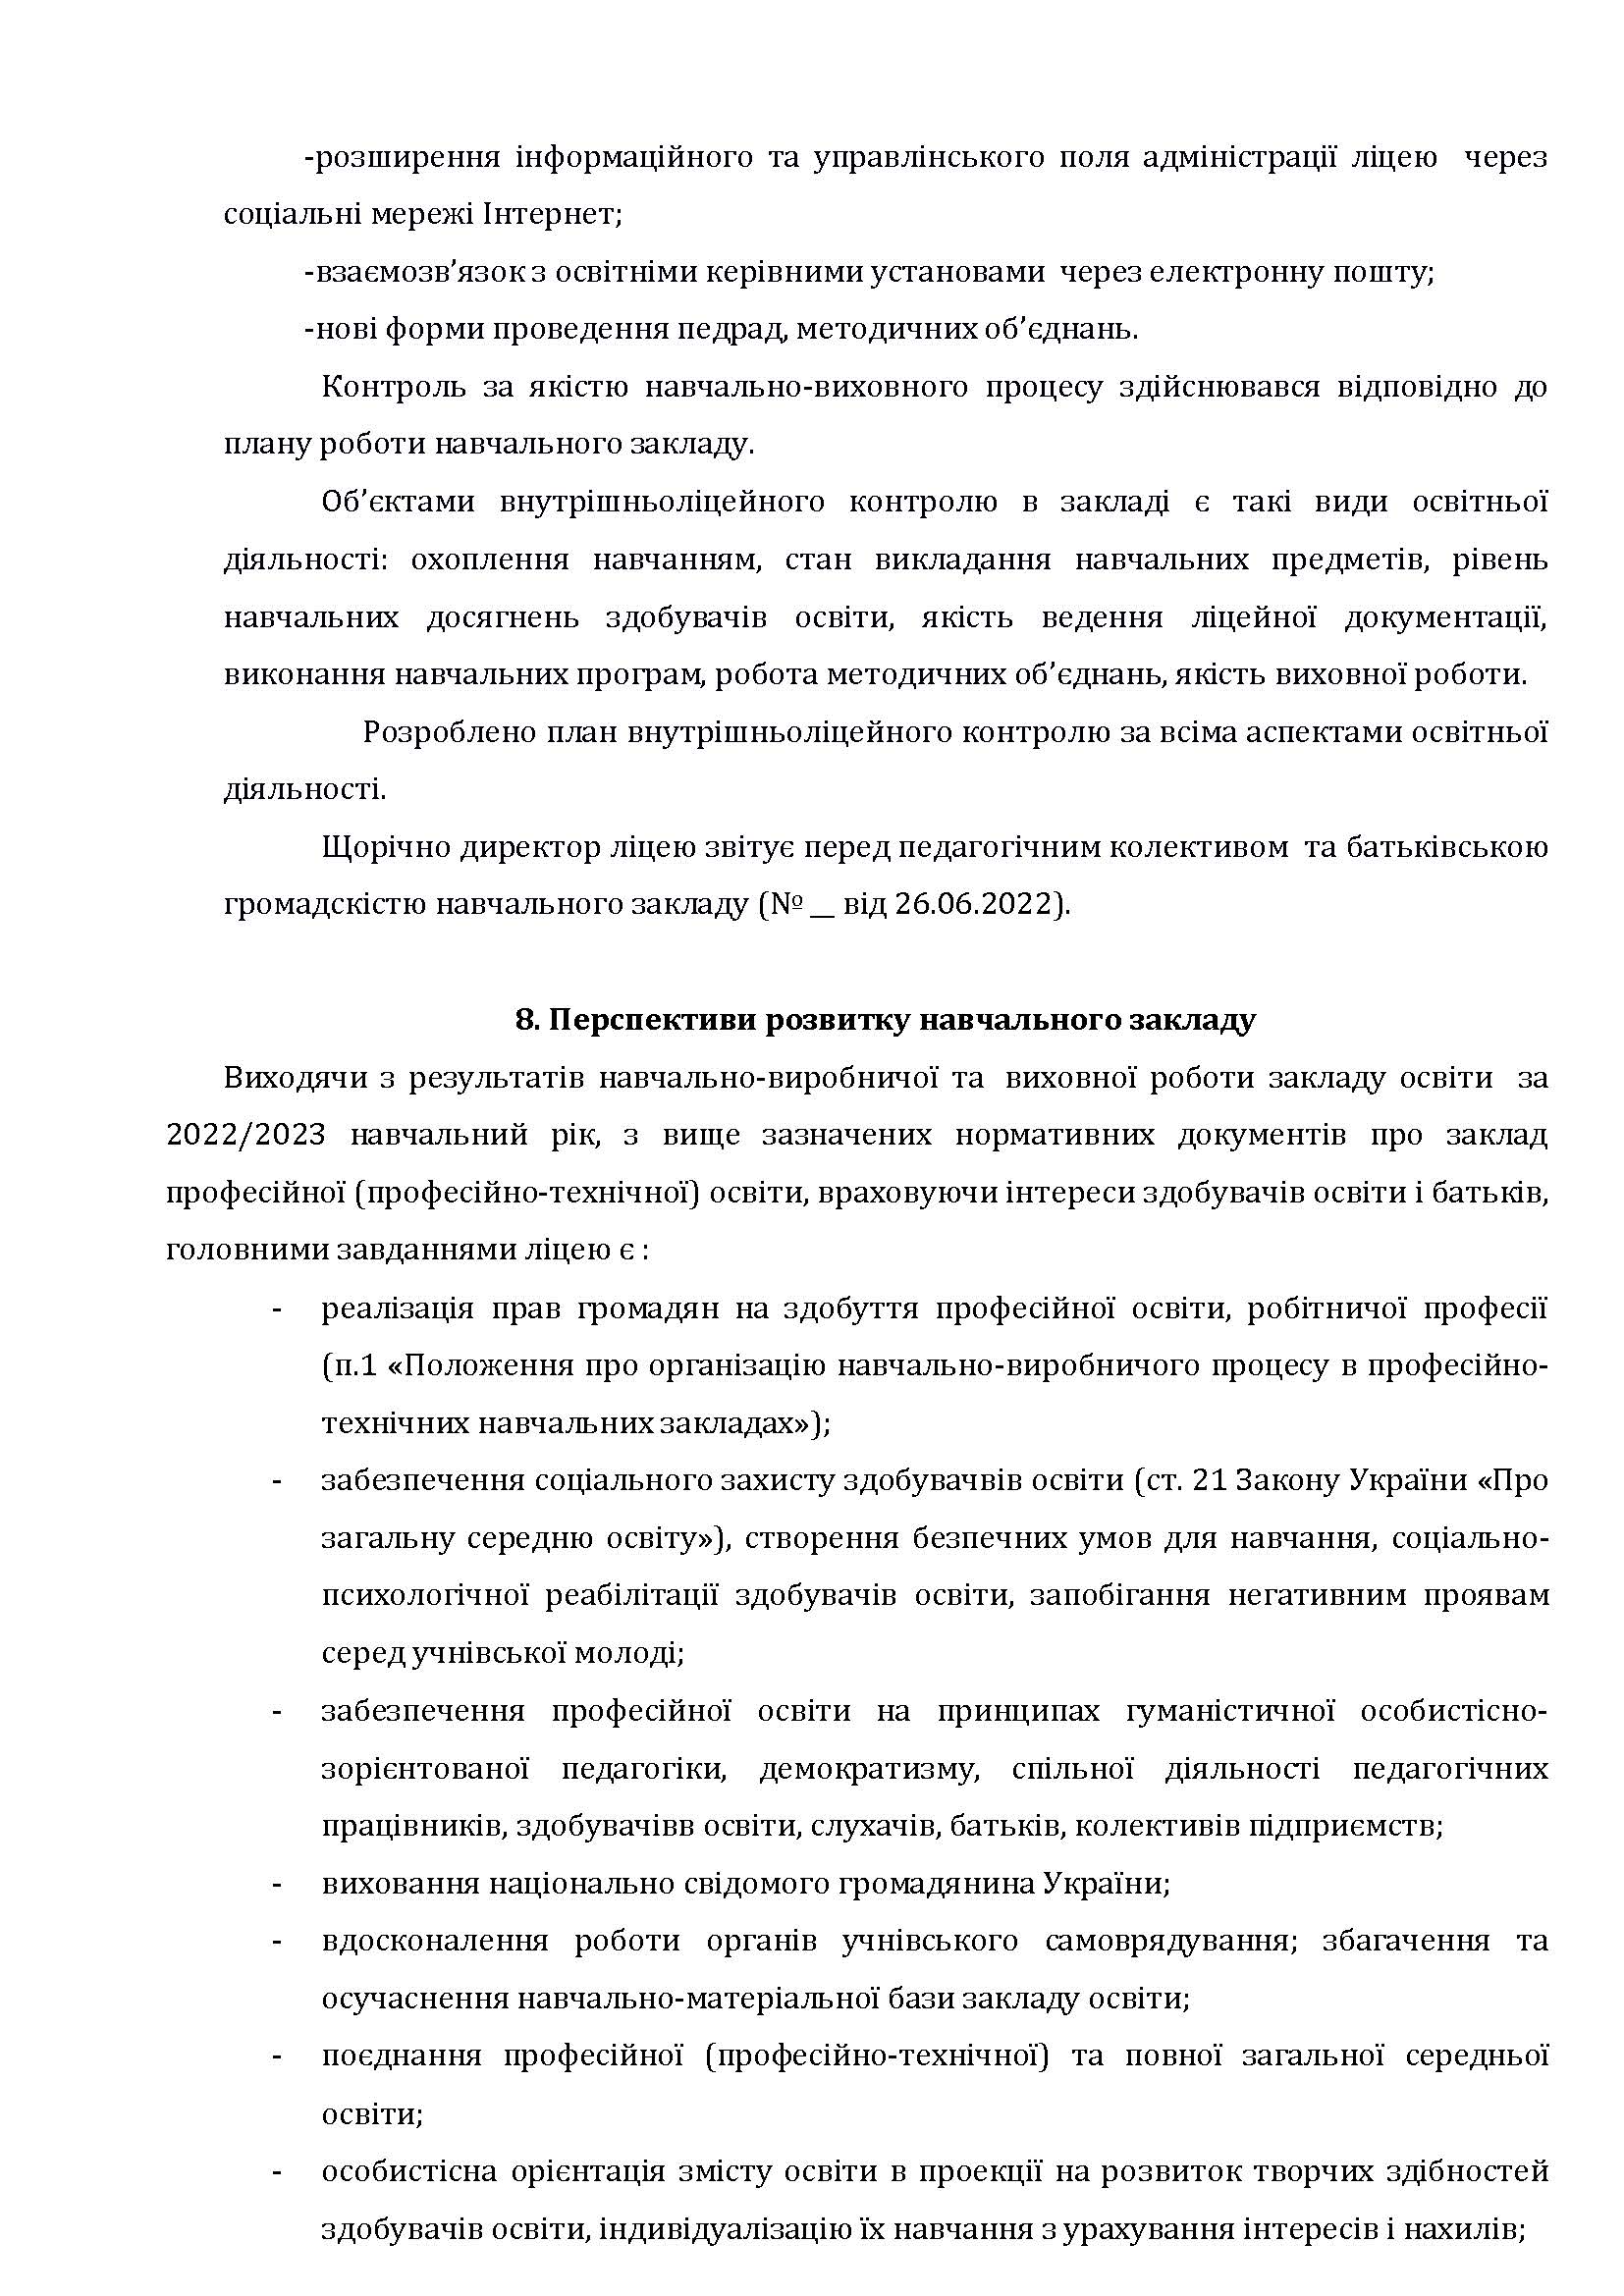 -розширення інформаційного та управлінського поля адміністрації ліцею через
соціальні мережі Інтернет;
-взаємозв’язок з освітніми керівними установами через електронну пошту;
-нові форми проведення педрад, методичних об’єднань.
Контроль за якістю навчально-виховного процесу здійснювався відповідно до
плану роботи навчального закладу.
Об’єктами внутрішньоліцейного контролю в закладі є такі види освітньої
діяльності: охоплення навчанням, стан викладання навчальних предметів, рівень
навчальних досягнень здобувачів освіти, якість ведення ліцейної документації,
виконання навчальних програм, робота методичних об’єднань, якість виховної роботи.
Розроблено план внутрішньоліцейного контролю за всіма аспектами освітньої
діяльності.
Щорічно директор ліцею звітує перед педагогічним колективом та батьківською
громадскістю навчального закладу (№ __ від 26.06.2022).
8. Перспективи розвитку навчального закладу
Виходячи з результатів навчально-виробничої та виховної роботи закладу освіти за
2022/2023 навчальний рік, з вище зазначених нормативних документів про заклад
професійної (професійно-технічної) освіти, враховуючи інтереси здобувачів освіти і батьків,
головними завданнями ліцею є :
- реалізація прав громадян на здобуття професійної освіти, робітничої професії
(п.1 «Положення про організацію навчально-виробничого процесу в професійно-
технічних навчальних закладах»);
- забезпечення соціального захисту здобувачвів освіти (ст. 21 Закону України «Про
загальну середню освіту»), створення безпечних умов для навчання, соціально-
психологічної реабілітації здобувачів освіти, запобігання негативним проявам
серед учнівської молоді;
- забезпечення професійної освіти на принципах гуманістичної особистісно-
зорієнтованої педагогіки, демократизму, спільної діяльності педагогічних
працівників, здобувачівв освіти, слухачів, батьків, колективів підприємств;
- виховання національно свідомого громадянина України;
- вдосконалення роботи органів учнівського самоврядування; збагачення та
осучаснення навчально-матеріальної бази закладу освіти;
- поєднання професійної (професійно-технічної) та повної загальної середньої
освіти;
- особистісна орієнтація змісту освіти в проекції на розвиток творчих здібностей
здобувачів освіти, індивідуалізацію їх навчання з урахування інтересів і нахилів;